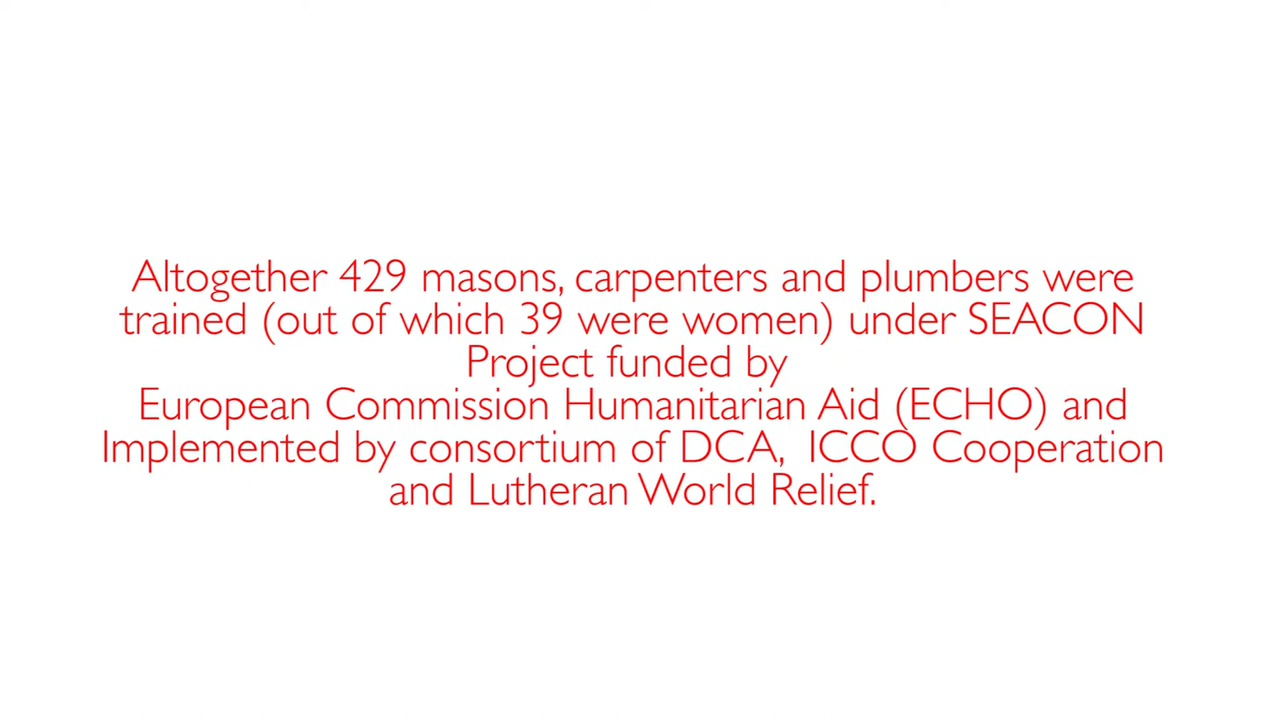 Altogether 429 masons, carpenters and plumbers were
trained (out of which 39 were women) under SEACON
Project funded by
European Commission Humanitarian Aid (ECHO) and
Implemented by consortium of DCA,  ICCO Cooperation
and Lutheran World Relief.